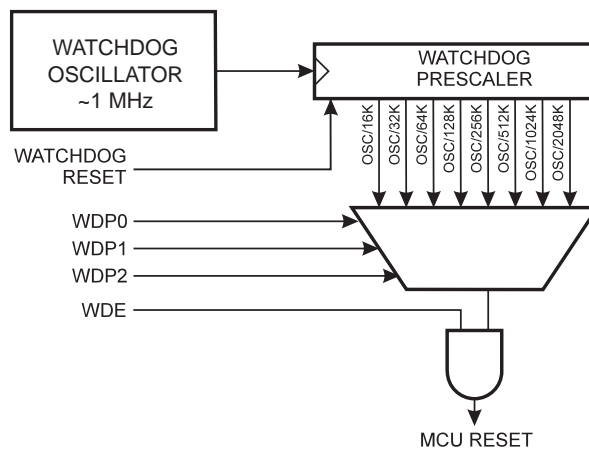 WATCHDOG
OSCILLATOR
~1 MHz
WATCHDOG
PRESCALER
WATCHDOG
RESET
OSC/16K
OSC/32K
OSC/64K
OSC/128K
OSC/256K
OSC/512K
OSC/1024K
OSC/2048K
WDP0
WDP1
WDP2
WDE
MCU RESET